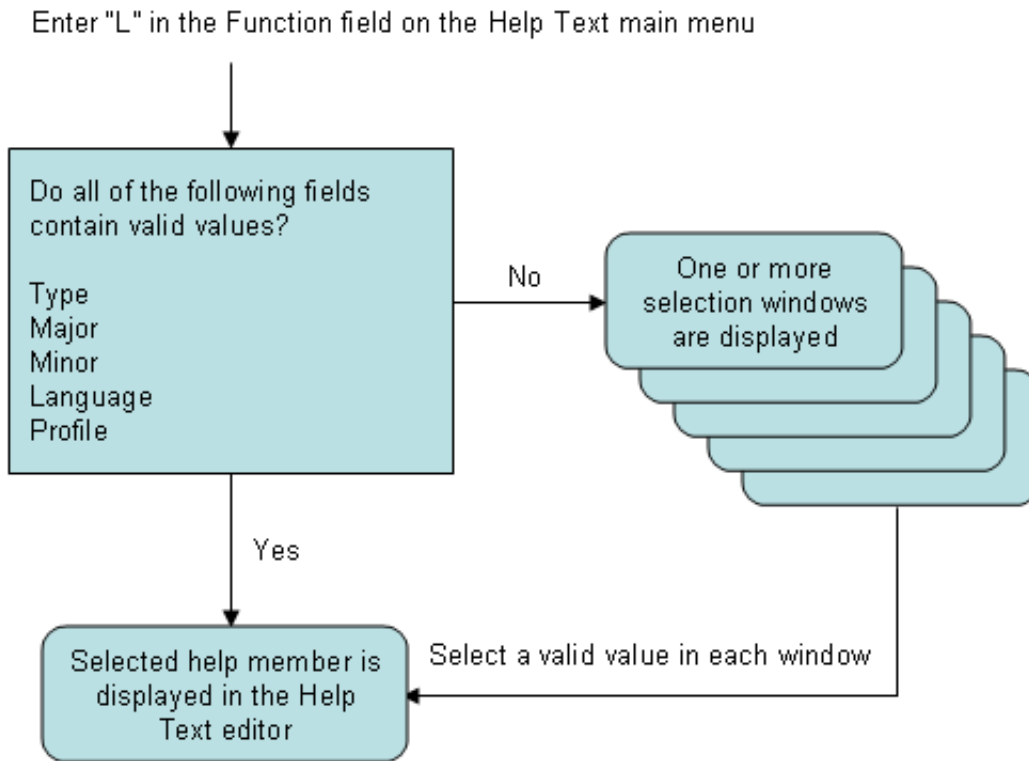 Enter "L" in the Function field on the Help Text main menu
Do all of the following fields
contain valid values?
Type
Major
Minor
Language
Profile
No
One or more
selection windows
are displayed
Yes
Select a valid value in each window
Selected help member is
displayed in the Help
Text editor